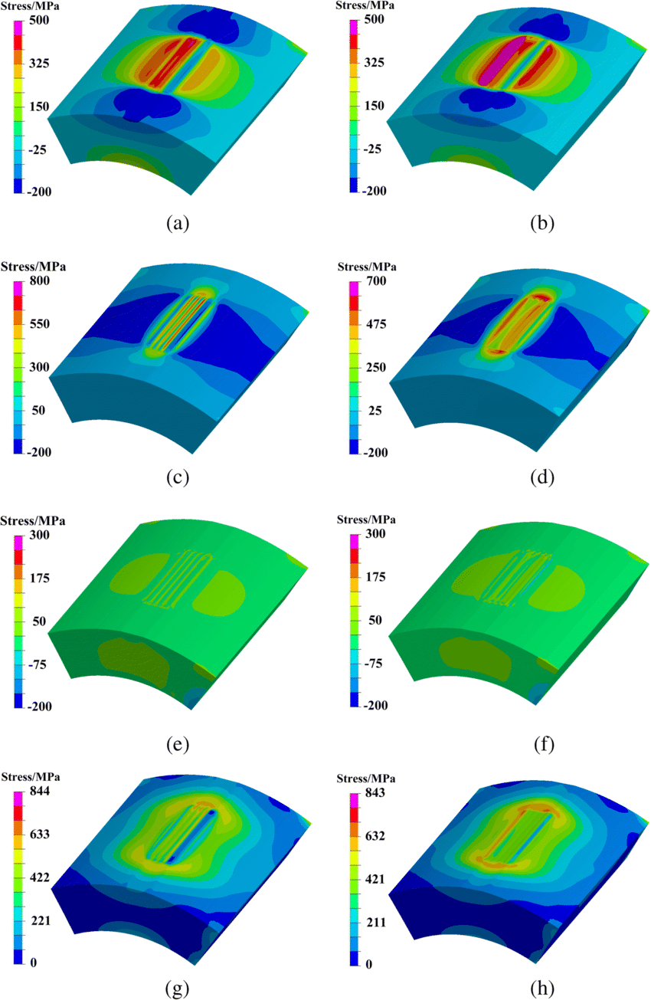 Stress/MPa
500
325
150
-25
-200
(a)
Stress/MPa
500
325
150
-25
-200
(b)
Stress/MPa
800
550
300
50
-200
(c)
Stress/MPa
700
475
250
25
-200
(d)
Stress/MPa
300
175
50
-75
-200
(e)
Stress/MPa
300
175
50
-75
-200
(f)
Stress/MPa
844
633
422
221
0
(g)
Stress/MPa
843
632
421
211
0
(h)